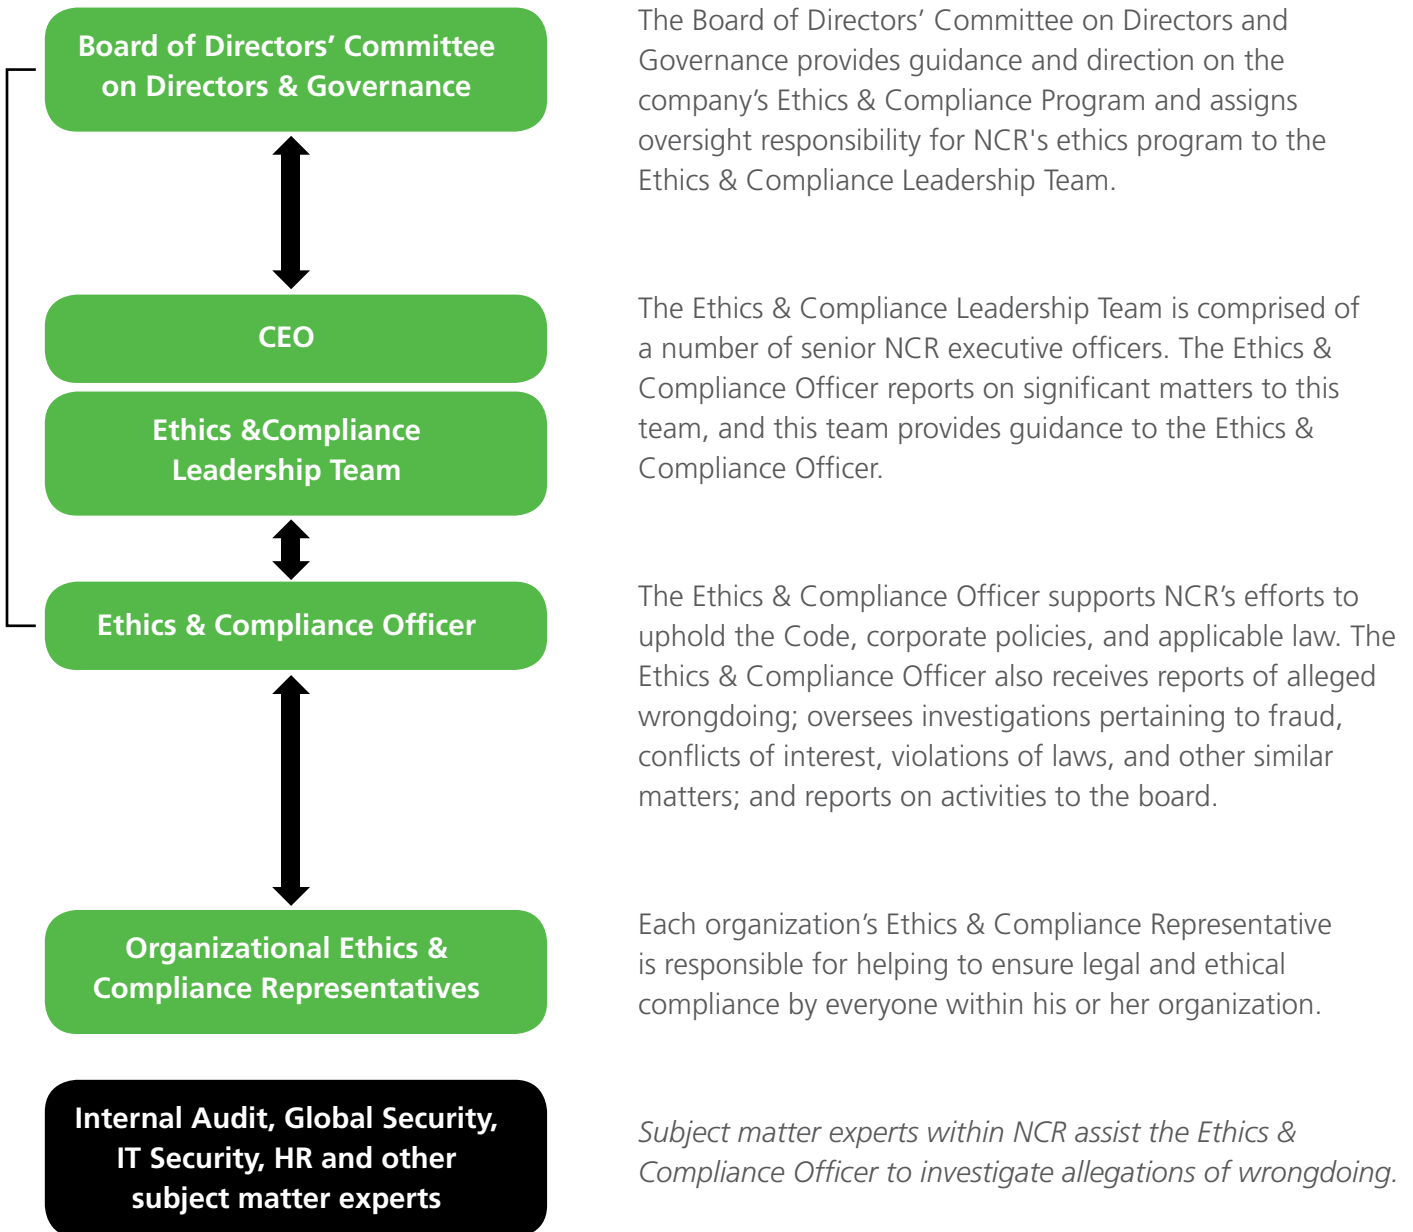 Board of Directors’ Committee
on Directors & Governance
The Board of Directors’ Committee on Directors and
Governance provides guidance and direction on the
company’s Ethics & Compliance Program and assigns
oversight responsibility for NCR's ethics program to the
Ethics & Compliance Leadership Team.
CEO
Ethics &Compliance
Leadership Team
The Ethics & Compliance Leadership Team is comprised of
a number of senior NCR executive officers. The Ethics &
Compliance Officer reports on significant matters to this
team, and this team provides guidance to the Ethics &
Compliance Officer.
Ethics & Compliance Officer
The Ethics & Compliance Officer supports NCR’s efforts to
uphold the Code, corporate policies, and applicable law. The
Ethics & Compliance Officer also receives reports of alleged
wrongdoing; oversees investigations pertaining to fraud,
conflicts of interest, violations of laws, and other similar
matters; and reports on activities to the board.
Organizational Ethics &
Compliance Representatives
Each organization’s Ethics & Compliance Representative
is responsible for helping to ensure legal and ethical
compliance by everyone within his or her organization.
Internal Audit, Global Security,
IT Security, HR and other
subject matter experts
Subject matter experts within NCR assist the Ethics &
Compliance Officer to investigate allegations of wrongdoing.